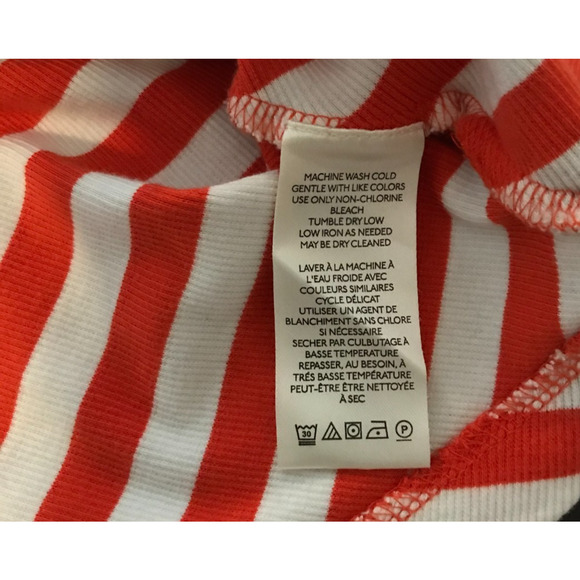 MACHINE WASH COLD
GENTLE WITH LIKE COLORS
USE ONLY NON-CHLORINE
BLEACH
TUMBLE DRY LOW
LOW IRON AS NEEDED
MAY BE DRY CLEANED
LAVER À LA MACHINE À
L'EAU FROIDE AVEC
COULEURS SIMILAIRES
CYCLE DÉLICAT
UTILISER UN AGENT DE
BLANCHIMENT SANS CHLORE
SI NÉCESSAIRE
SECHER PAR CULBUTAGE À
BASSE TEMPÉRATURE
REPASSER, AU BESOIN, À
TRÉS BASSE TEMPÉRATURE
PEUT-ÊTRE ÊTRE NETTOYÉE
À SEC
30 P